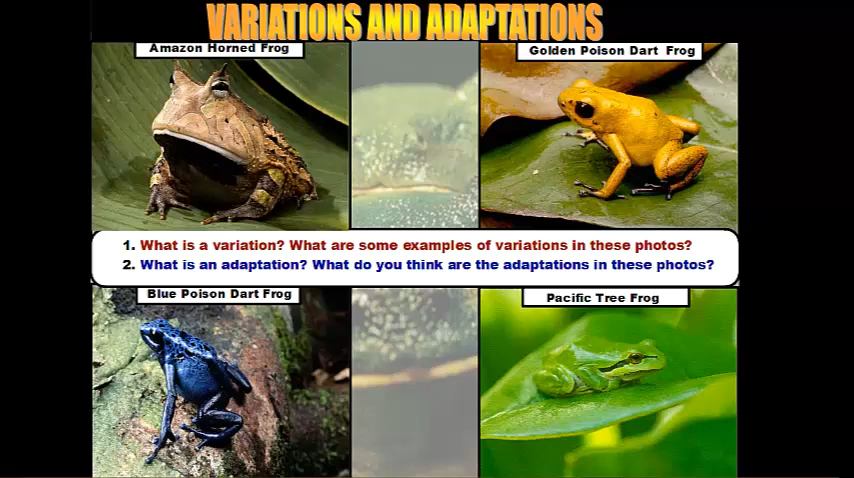 VARIATIONS AND ADAPTATIONS
Amazon Horned Frog
Golden Poison Dart Frog
1. What is a variation? What are some examples of variations in these photos?
2. What is an adaptation? What do you think are the adaptations in these photos?
Blue Poison Dart Frog
Pacific Tree Frog